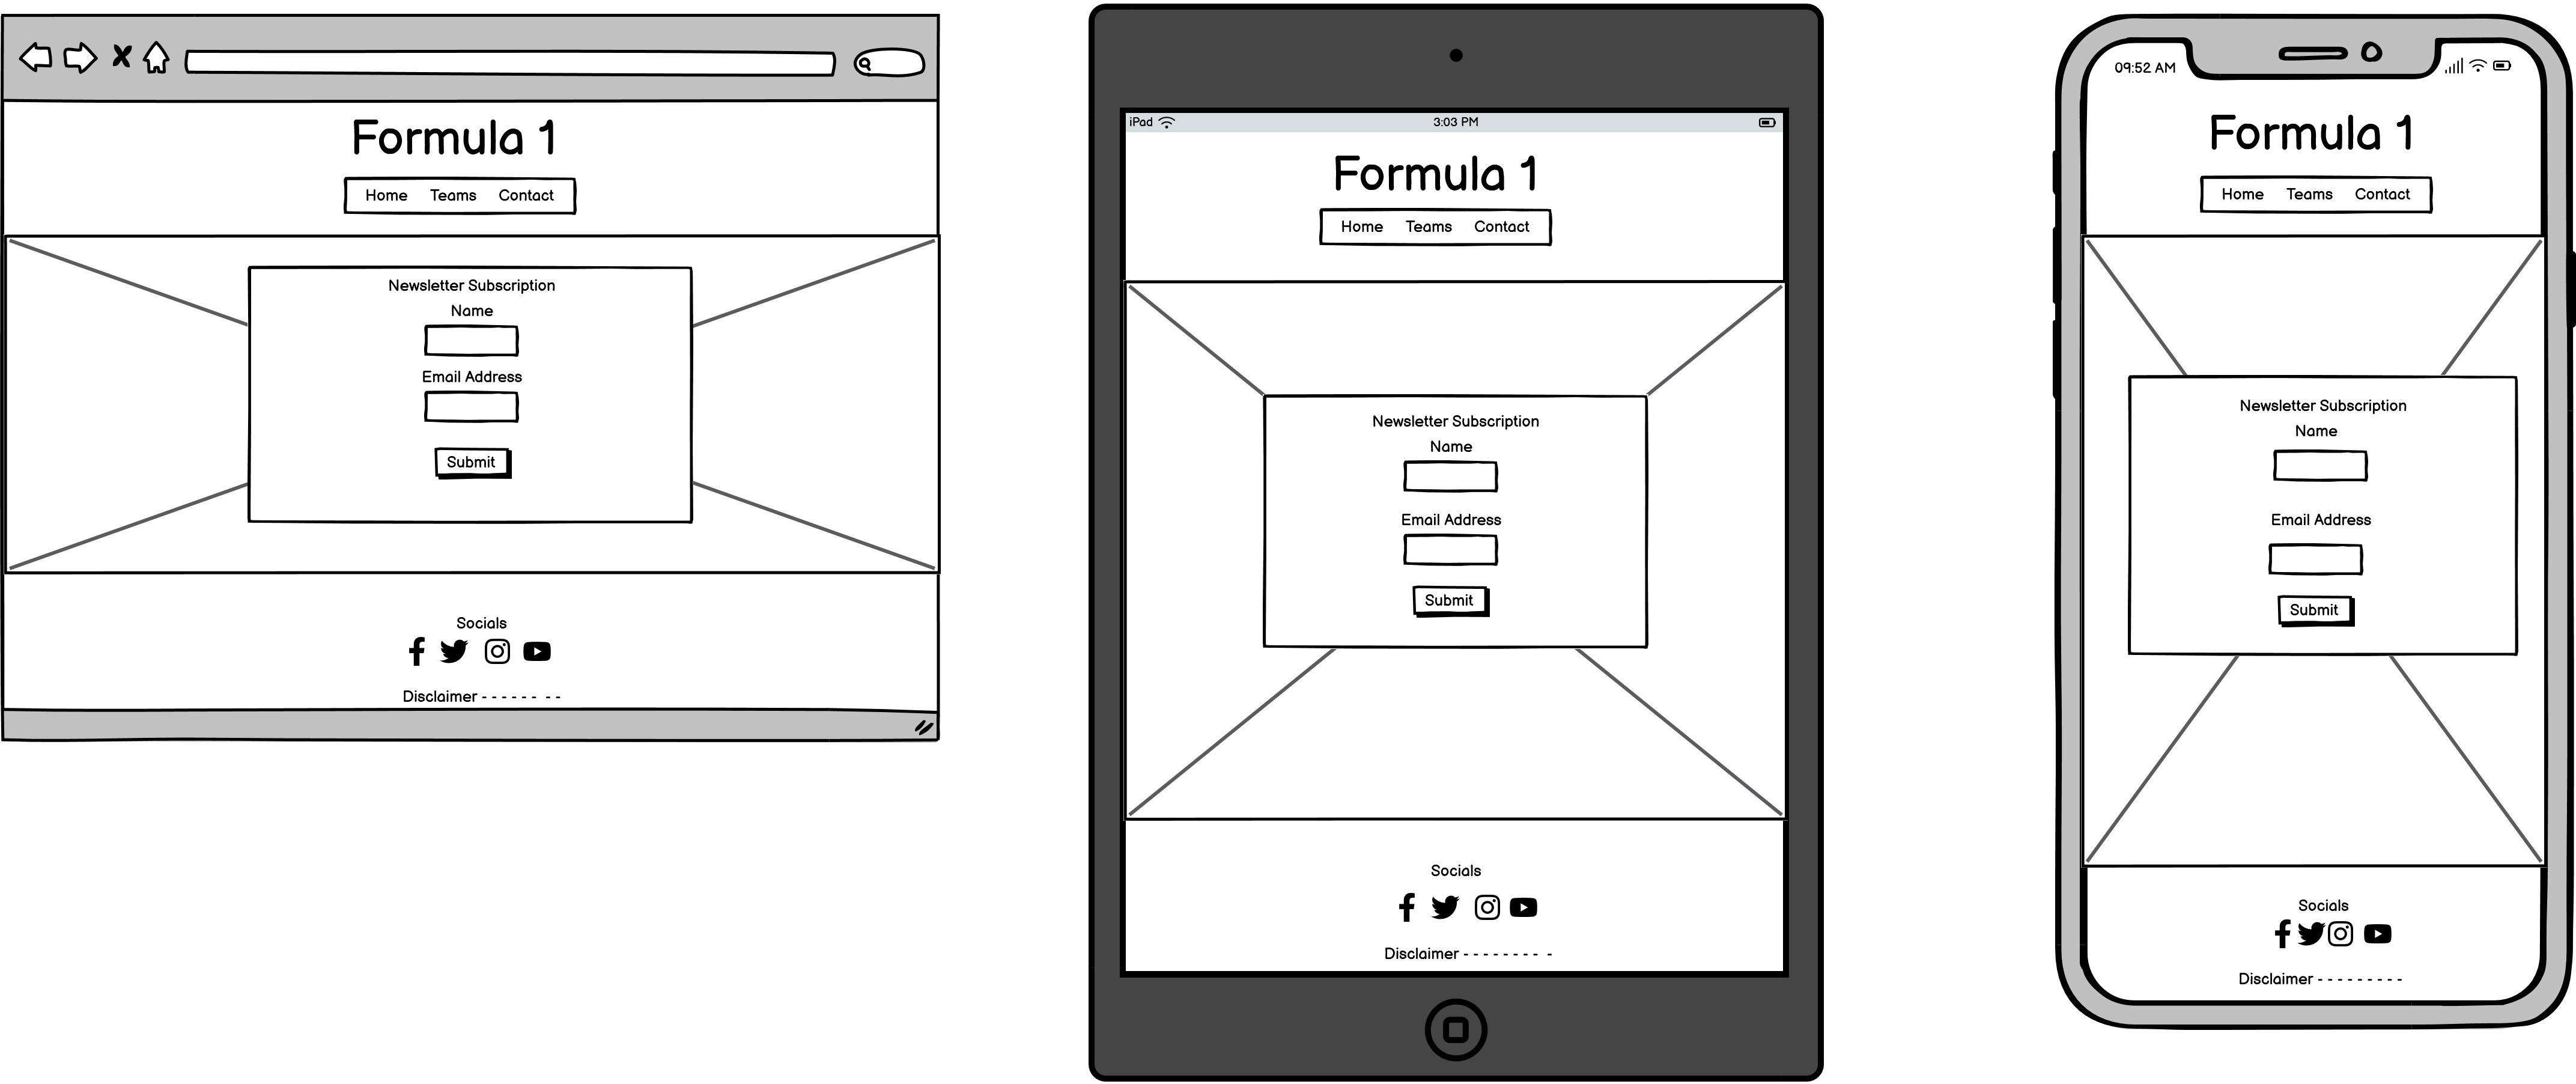 Formula 1
Home Teams Contact
Newsletter Subscription
Name
Email Address
Submit
Socials
Disclaimer - - - - - - - -
iPad 3:03 PM
Formula 1
Home Teams Contact
Newsletter Subscription
Name
Email Address
Submit
Socials
Disclaimer - - - - - - - - -
09:52 AM
Formula 1
Home Teams Contact
Newsletter Subscription
Name
Email Address
Submit
Socials
Disclaimer - - - - - - - - -